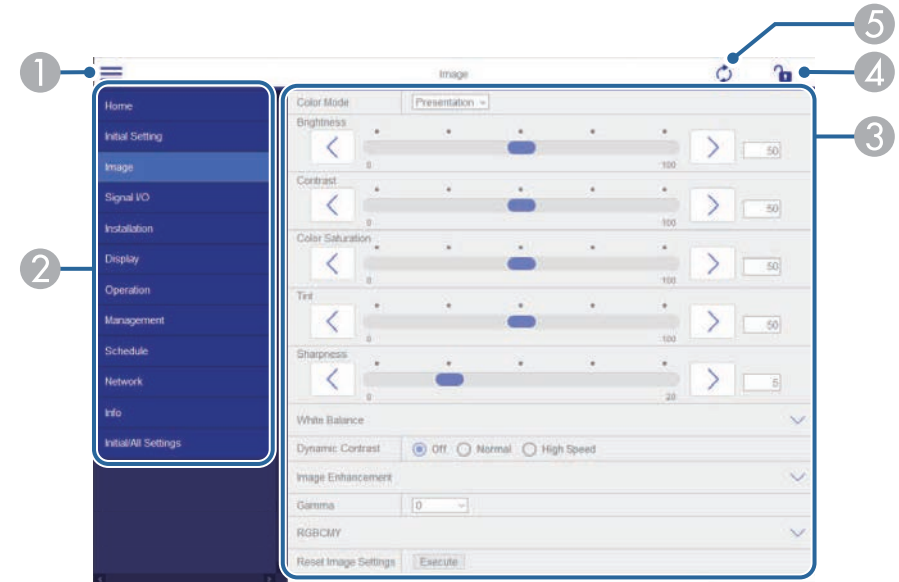 5
1
Image
4
Home
Initial Setting
Image
Signal I/O
Installation
Display
Operation
Management
Schedule
Network
Info
Initial/All Settings
2
Color Mode
Presentation
Brightness
0
100
50
Contrast
0
100
50
Color Saturation
0
100
50
Tint
0
100
50
Sharpness
0
20
5
White Balance
Dynamic Contrast
Off
Normal
High Speed
Image Enhancement
Gamma
0
RGBCMY
Reset Image Settings
Execute
3